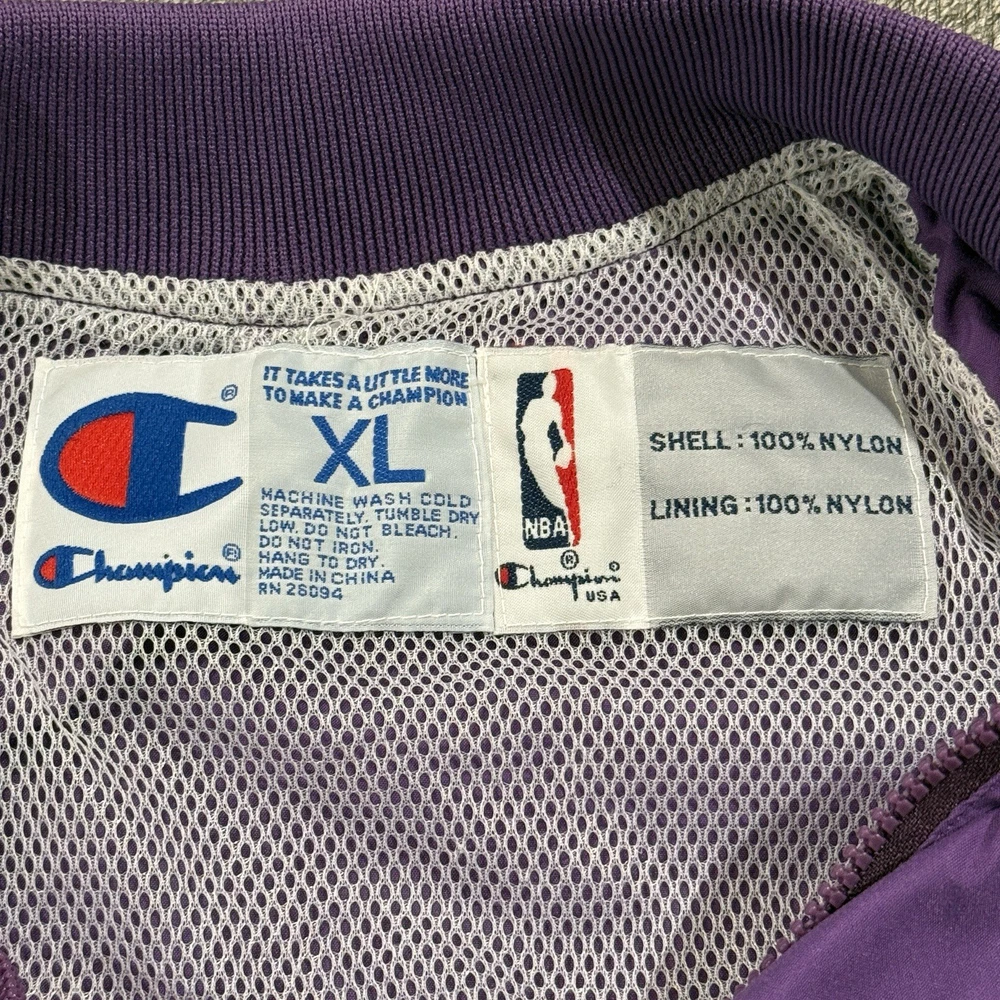 ®
IT TAKES A LITTLE MORE
TO MAKE A CHAMPION
XL
MACHINE WASH COLD
SEPARATELY, TUMBLE DRY
LOW. DO NOT BLEACH.
DO NOT IRON.
HANG TO DRY.
MADE IN CHINA
RN 26094
Champion ®
NBA
®
Champion
USA
SHELL : 100% NYLON
LINING : 100% NYLON